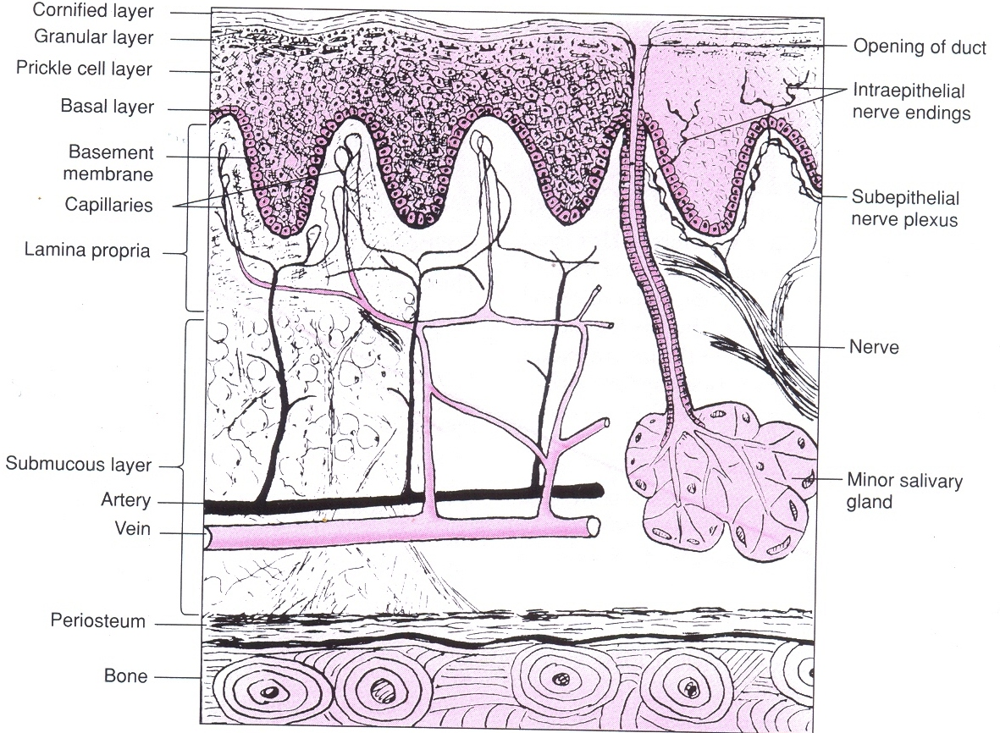 Cornified layer
Granular layer
Prickle cell layer
Basal layer
Basement
membrane
Capillaries
Lamina propria
Submucous layer
Artery
Vein
Periosteum
Bone
Opening of duct
Intraepithelial
nerve endings
Subepithelial
nerve plexus
Nerve
Minor salivary
gland